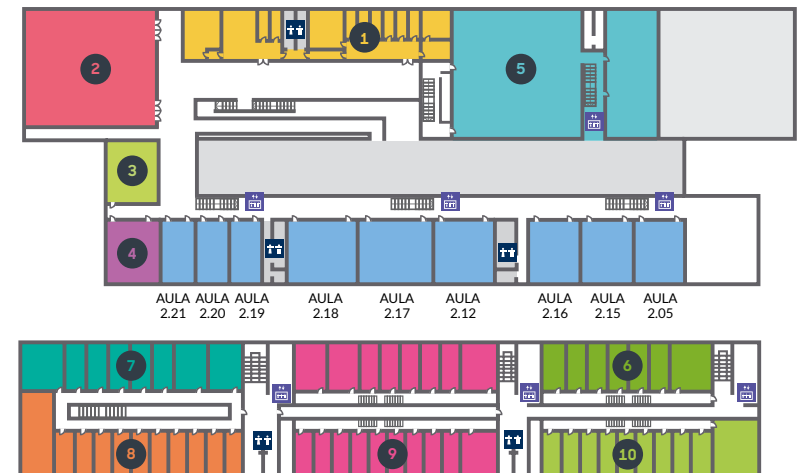 1
2
5
3
4
AULA 2.21
AULA 2.20
AULA 2.19
AULA 2.18
AULA 2.17
AULA 2.12
AULA 2.16
AULA 2.15
AULA 2.05
7
6
8
9
10